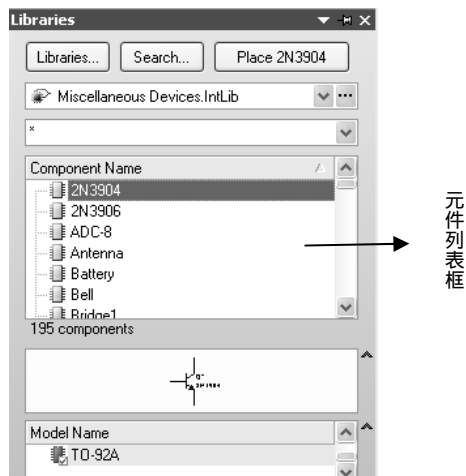 Libraries
Libraries... Search... Place 2N3904
Miscellaneous Devices.IntLib ...
*
Component Name
2N3904
2N3906
ADC-8
Antenna
Battery
Bell
Bridge1
195 components
Model Name
TO-92A
元件列表框